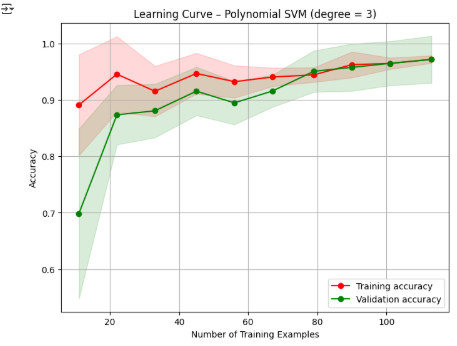 Learning Curve – Polynomial SVM (degree = 3)
1.0
0.9
0.8
0.7
0.6
Accuracy
20
40
60
80
100
Number of Training Examples
Training accuracy
Validation accuracy